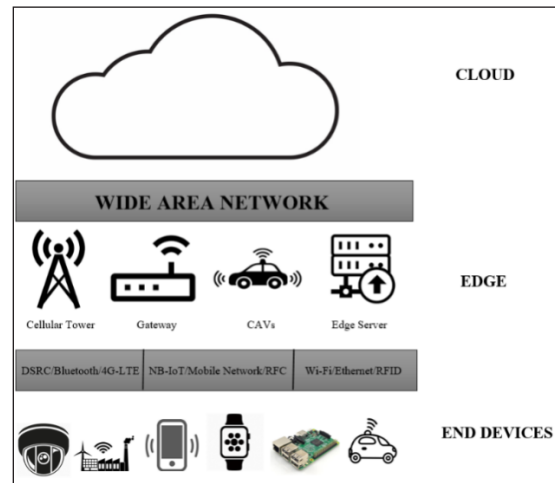 CLOUD
WIDE AREA NETWORK
EDGE
Cellular Tower
Gateway
CAVs
Edge Server
DSRC/Bluetooth/4G-LTE
NB-IoT/Mobile Network/RFC
Wi-Fi/Ethernet/RFID
END DEVICES